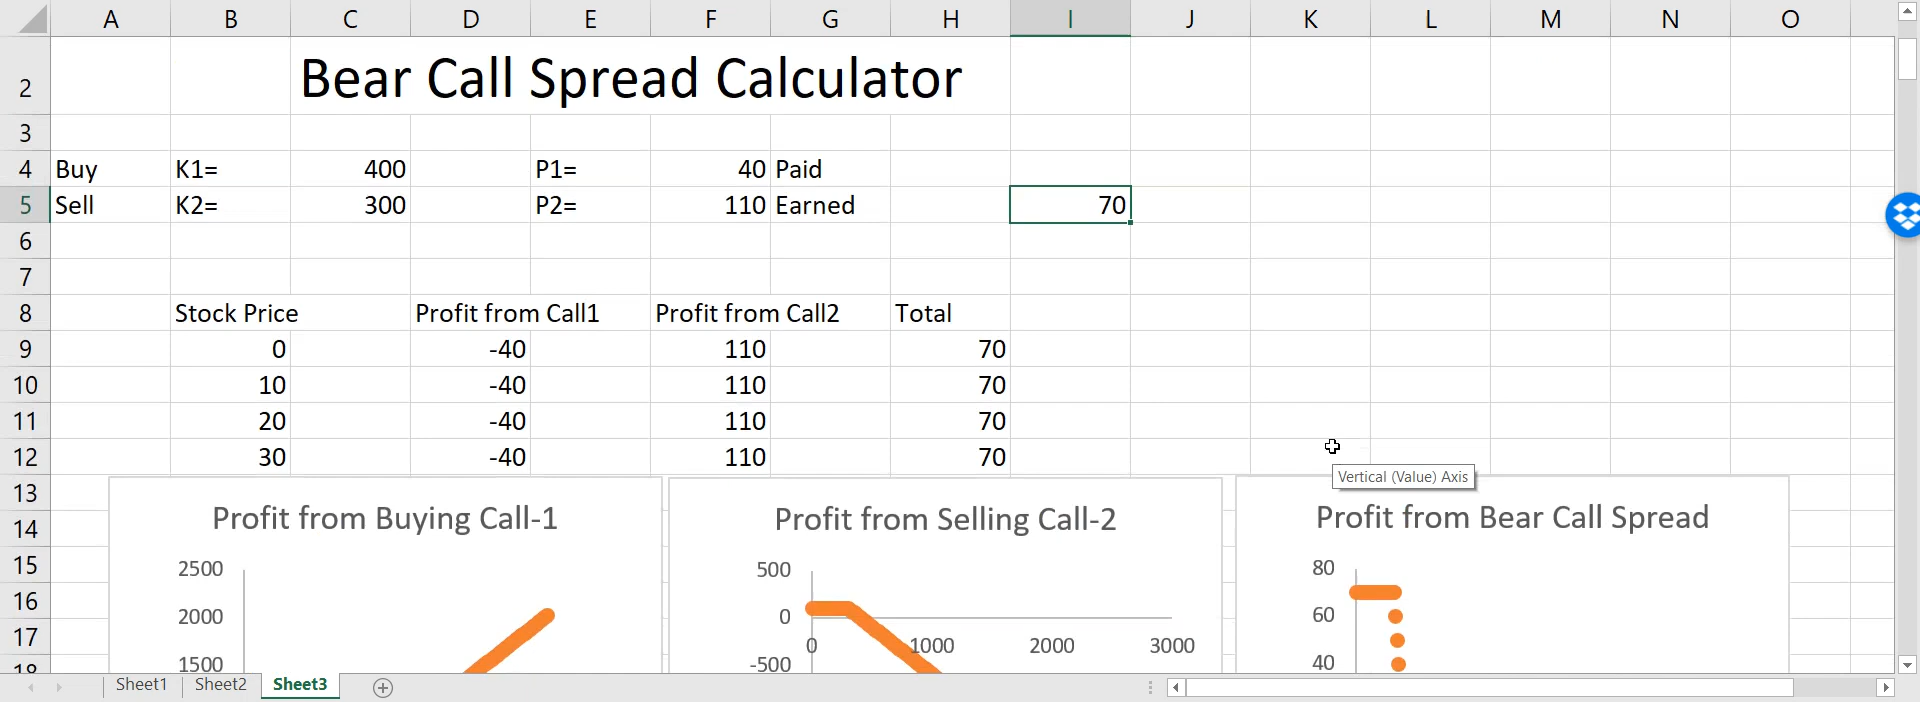 A B C D E F G H I J K L M N O
2 Bear Call Spread Calculator
3
4 Buy K1= 400 P1= 40 Paid
5 Sell K2= 300 P2= 110 Earned 70
6
7
8 Stock Price Profit from Call1 Profit from Call2 Total
9 0 -40 110 70
10 10 -40 110 70
11 20 -40 110 70
12 30 -40 110 70
Vertical (Value) Axis
13
14 Profit from Buying Call-1 Profit from Selling Call-2 Profit from Bear Call Spread
15 2500 500 80
16 2000 0 60
17 0 1000 2000 3000
18 1500 -500 40
Sheet1 Sheet2 Sheet3